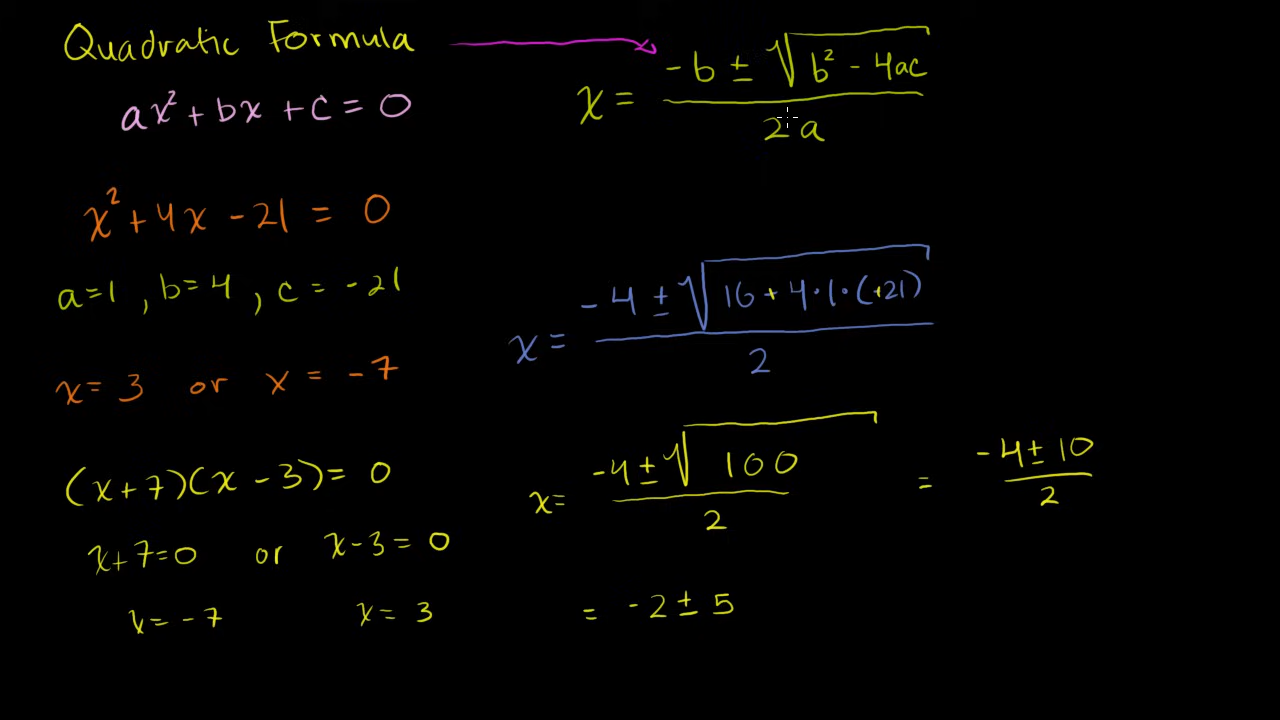 Quadratic Formula
x = (-b ± √(b² - 4ac)) / 2a
ax² + bx + c = 0
x² + 4x - 21 = 0
a=1, b=4, c = -21
x = (-4 ± √(16 + 4·1·(+21))) / 2
x = 3 or x = -7
(x+7)(x-3) = 0
x = (-4 ± √100) / 2 = (-4 ± 10) / 2
x+7=0 or x-3=0
x = -7 x = 3
= -2 ± 5